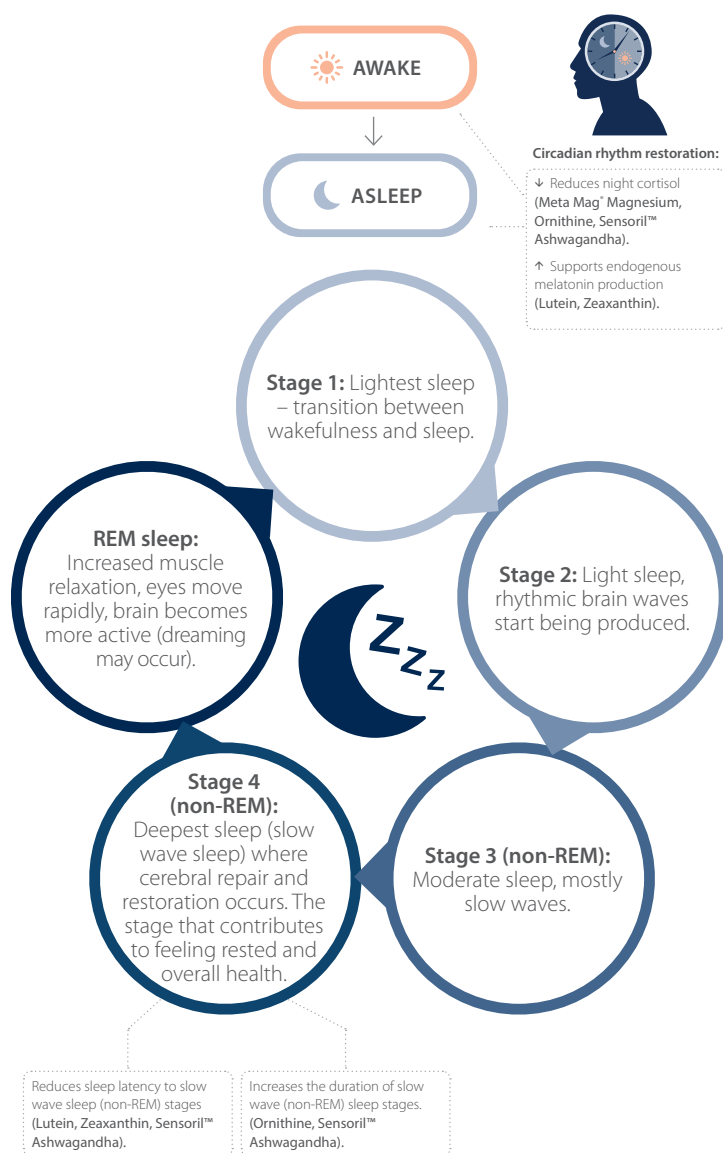 AWAKE
ASLEEP
Circadian rhythm restoration:
↓ Reduces night cortisol
(Meta Mag® Magnesium,
Ornithine, Sensoril™
Ashwagandha).
↑ Supports endogenous
melatonin production
(Lutein, Zeaxanthin).
Stage 1: Lightest sleep
– transition between
wakefulness and sleep.
Stage 2: Light sleep,
rhythmic brain waves
start being produced.
Stage 3 (non-REM):
Moderate sleep, mostly
slow waves.
Stage 4
(non-REM):
Deepest sleep (slow
wave sleep) where
cerebral repair and
restoration occurs. The
stage that contributes
to feeling rested and
overall health.
REM sleep:
Increased muscle
relaxation, eyes move
rapidly, brain becomes
more active (dreaming
may occur).
Z
Z
Z
Reduces sleep latency to slow
wave sleep (non-REM) stages
(Lutein, Zeaxanthin, Sensoril™
Ashwagandha).
Increases the duration of slow
wave (non-REM) sleep stages.
(Ornithine, Sensoril™
Ashwagandha).